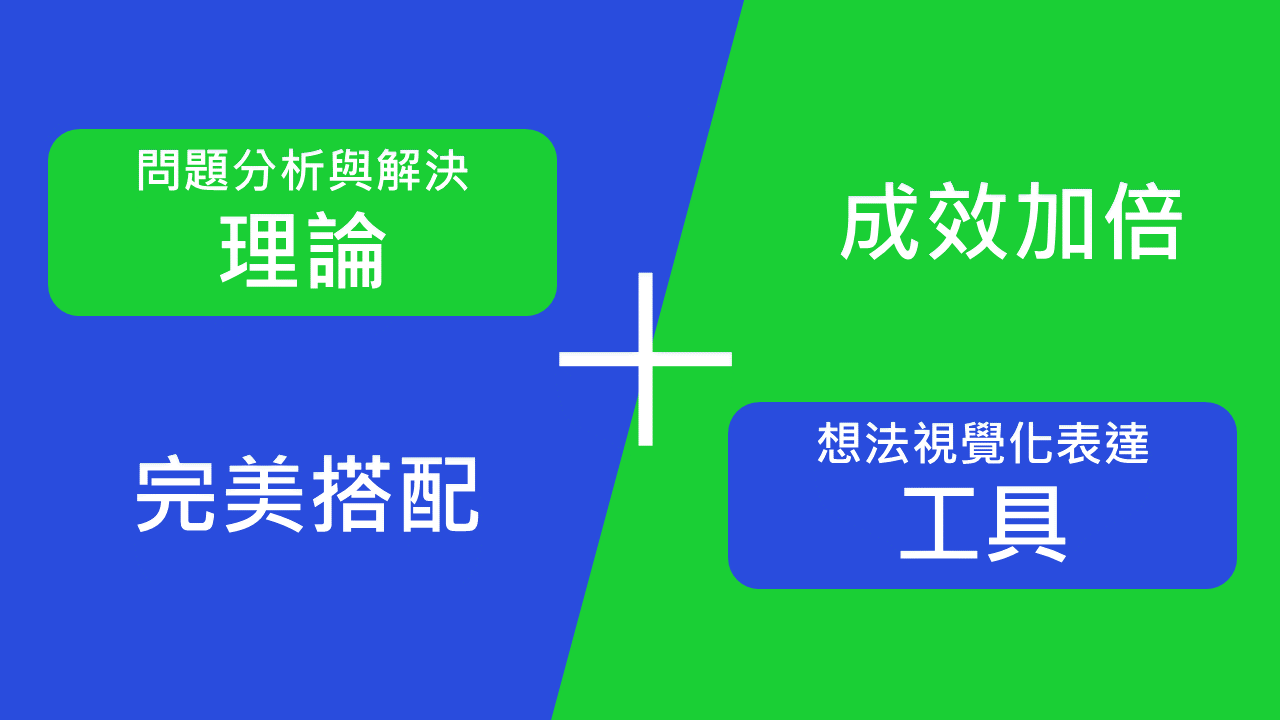 問題分析與解決
理論
完美搭配
成效加倍
想法視覺化表達
工具